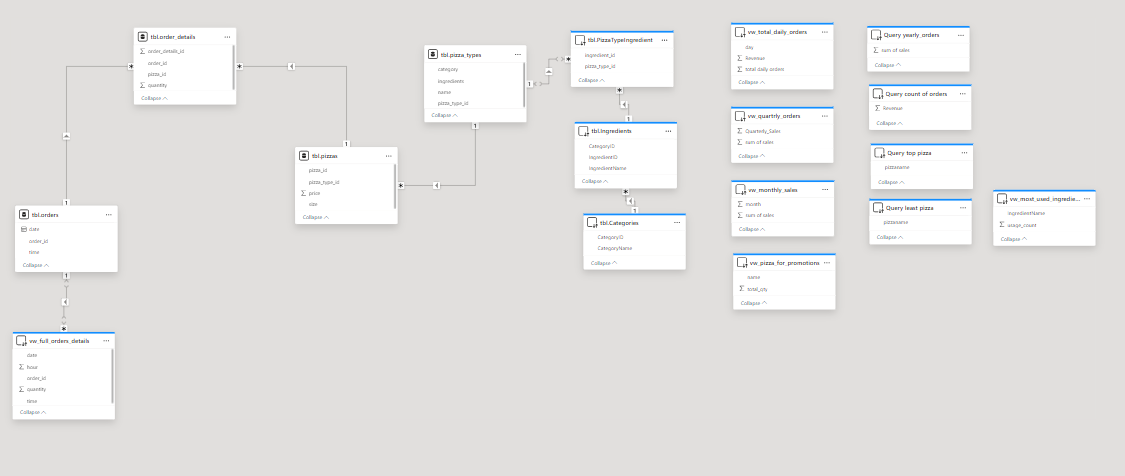 tbl.order_details
order_details_id
order_id
pizza_id
quantity
Collapse
tbl.pizza_types
category
ingredients
name
pizza_type_id
Collapse
tbl.PizzaTypeIngredient
ingredient_id
pizza_type_id
Collapse
vw_total_daily_orders
day
Revenue
total daily orders
Collapse
Query yearly_orders
sum of sales
Collapse
Query count of orders
Revenue
Collapse
vw_quartrly_orders
Quarterly_Sales
sum of sales
Collapse
tbl.Ingredients
CategoryID
IngredientID
IngredientName
Collapse
tbl.pizzas
pizza_id
pizza_type_id
price
size
Collapse
Query top pizza
pizzaname
Collapse
vw_monthly_sales
month
sum of sales
Collapse
Query least pizza
pizzaname
Collapse
vw_most_used_ingredie...
IngredientName
usage_count
Collapse
tbl.orders
date
order_id
time
Collapse
tbl.Categories
CategoryID
CategoryName
Collapse
vw_pizza_for_promotions
name
total_qty
Collapse
vw_full_orders_details
date
hour
order_id
quantity
time
Collapse